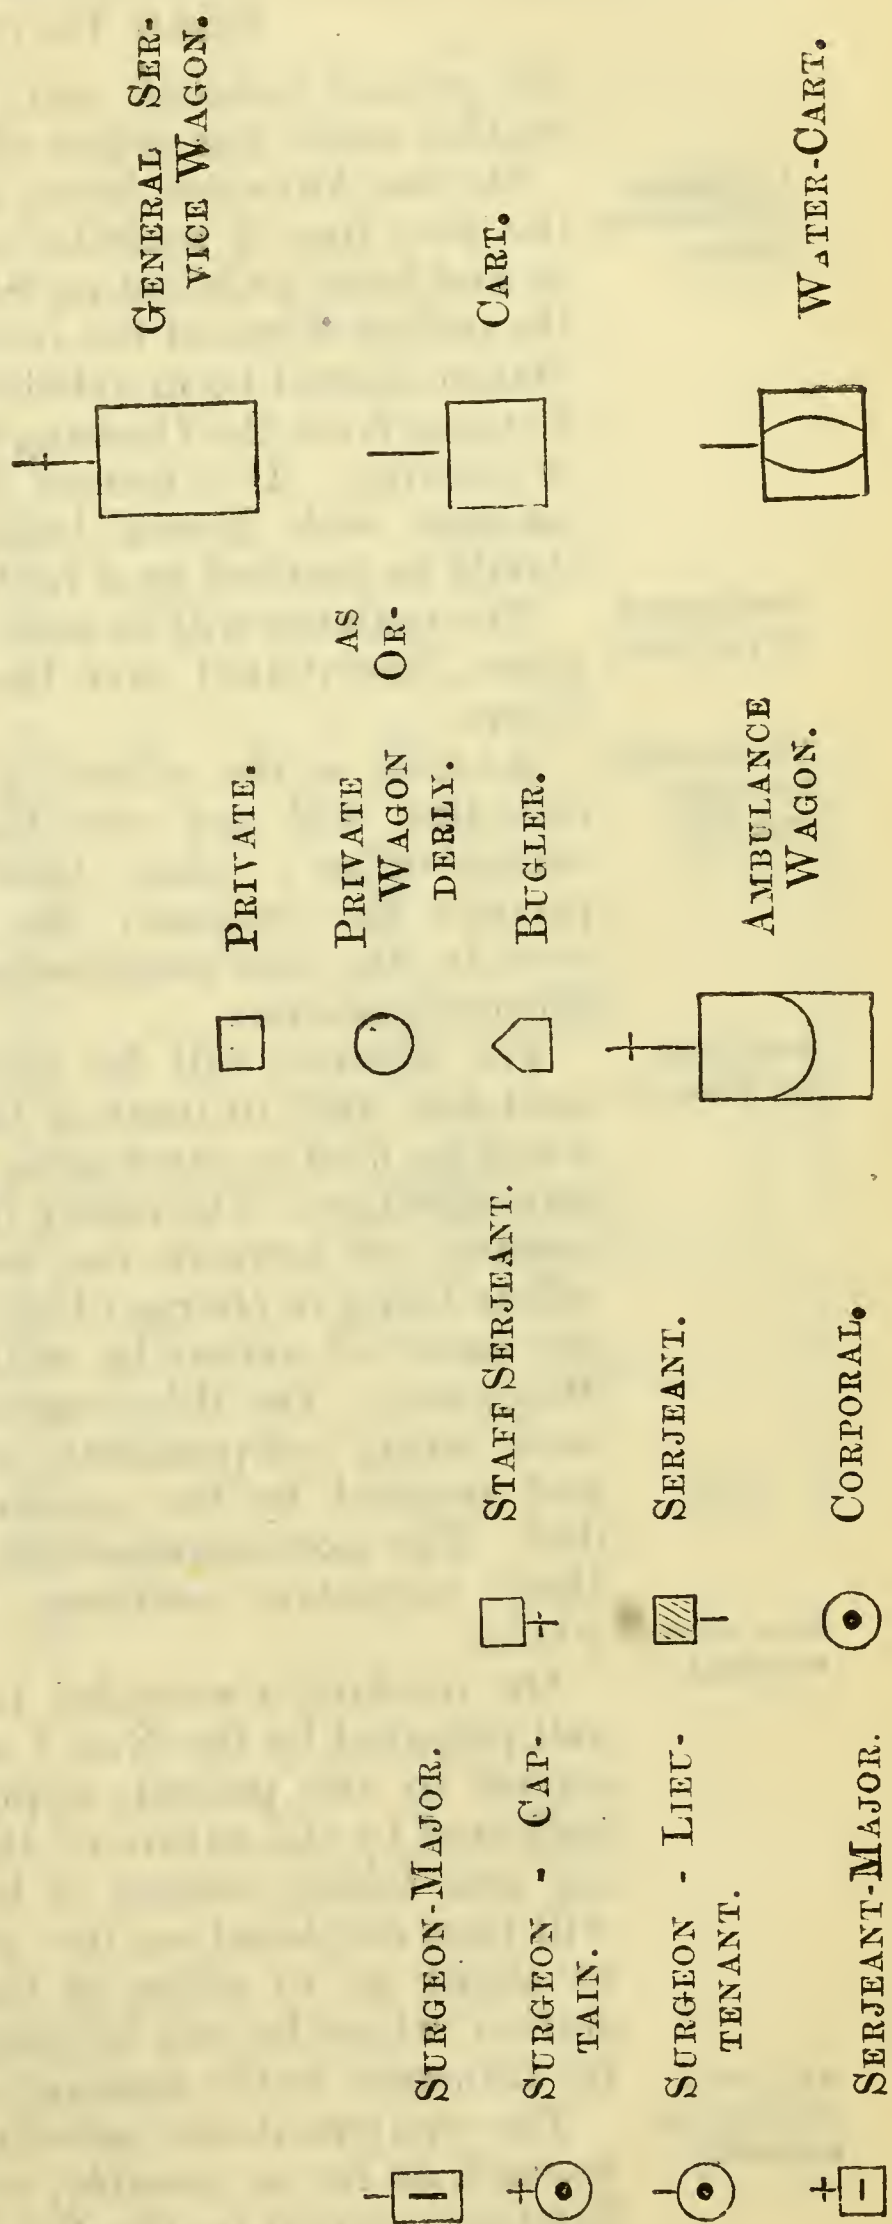 SURGEON-MAJOR.
SURGEON - CAP-
TAIN.
SURGEON - LIEU-
TENANT.
SERJEANT-MAJOR.
STAFF SERJEANT.
SERJEANT.
CORPORAL.
PRIVATE.
PRIVATE AS
WAGON OR-
DERLY.
BUGLER.
AMBULANCE
WAGON.
GENERAL SER-
VICE WAGON.
CART.
WATER-CART.